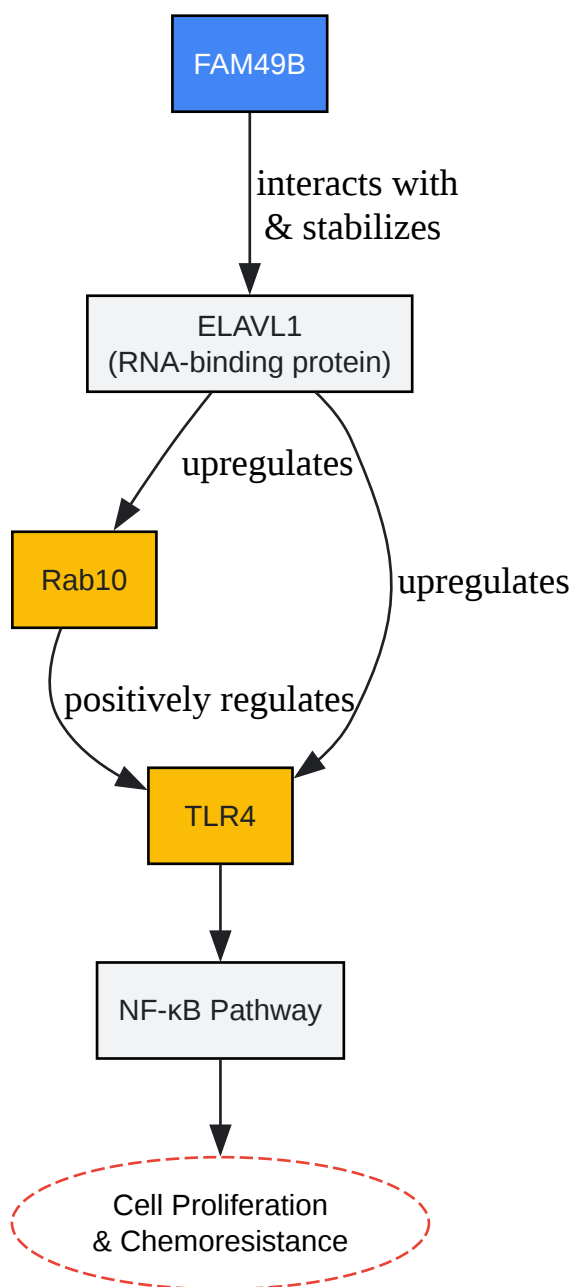 FAM49B
interacts with
& stabilizes
ELAVL1
(RNA-binding protein)
upregulates
Rab10
upregulates
positively regulates
TLR4
NF-κB Pathway
Cell Proliferation
& Chemoresistance